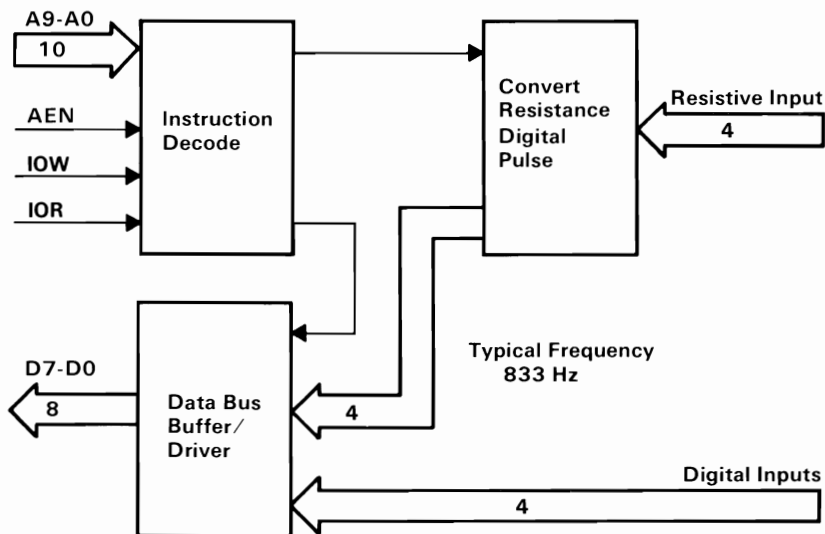 A9-A0
10
AEN
IOW
IOR
Instruction
Decode
Convert
Resistance
Digital
Pulse
Resistive Input
4
Typical Frequency
833 Hz
D7-D0
8
Data Bus
Buffer/
Driver
4
Digital Inputs
4